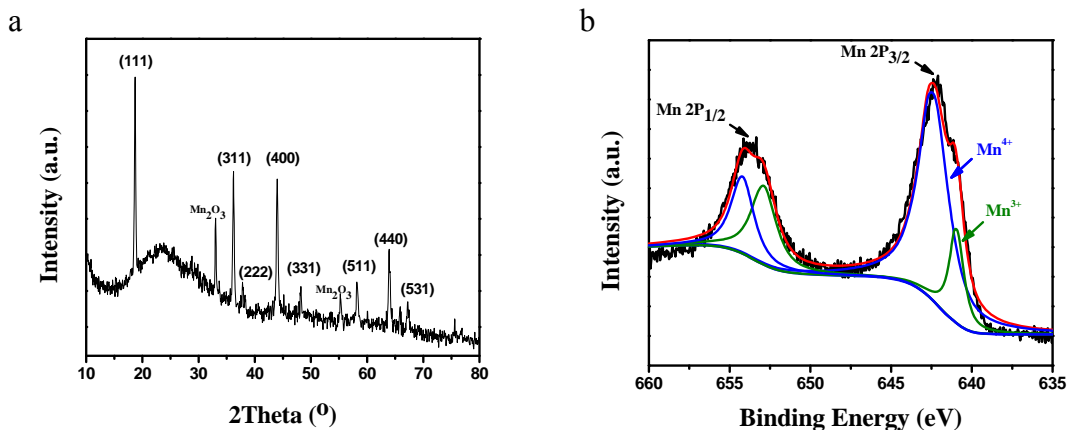 a
(111)
Mn₂O₃
(311)
(222)
(400)
(331)
Mn₂O₃
(511)
(440)
(531)
Intensity (a.u.)
10 20 30 40 50 60 70 80
2Theta (°)
b
Mn 2P₁/₂
Mn 2P₃/₂
Mn⁴⁺
Mn³⁺
Intensity (a.u.)
660 655 650 645 640 635
Binding Energy (eV)